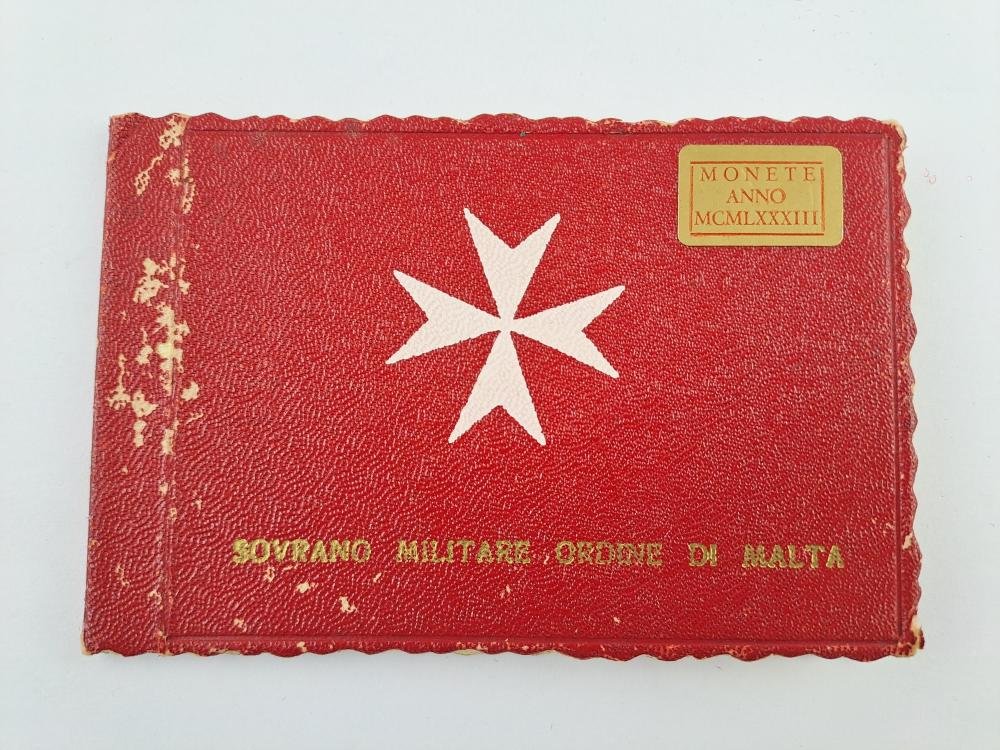 MONETE
ANNO
MCMLXXXIII
SOVRANO MILITARE ORDINE DI MALTA